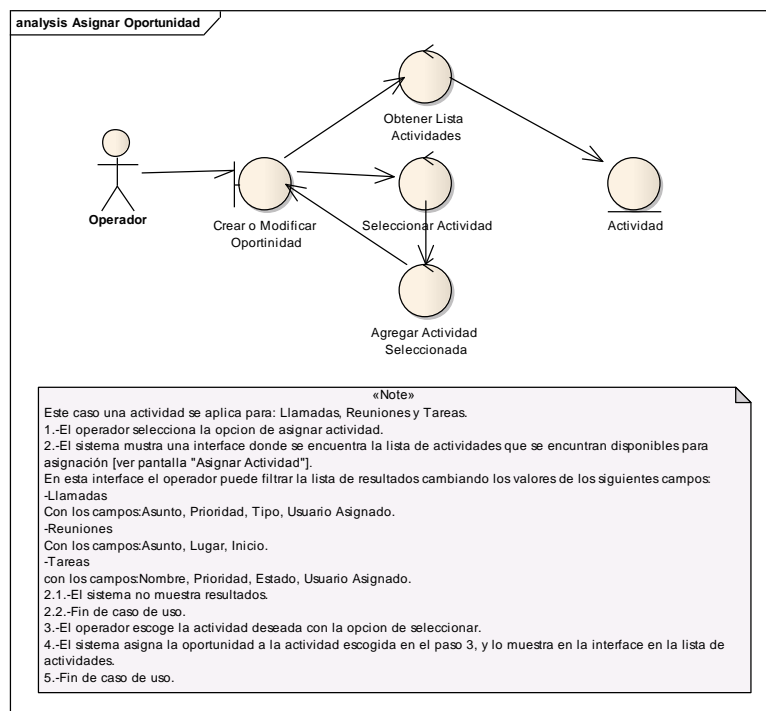 analysis Asignar Oportunidad
Obtener Lista
Actividades
Operador
Crear o Modificar
Oportinidad
Seleccionar Actividad
Actividad
Agregar Actividad
Seleccionada
«Note»
Este caso una actividad se aplica para: Llamadas, Reuniones y Tareas.
1.-El operador selecciona la opcion de asignar actividad.
2.-El sistema mustra una interface donde se encuentra la lista de actividades que se encuntran disponibles para
asignación [ver pantalla "Asignar Actividad"].
En esta interface el operador puede filtrar la lista de resultados cambiando los valores de los siguientes campos:
-Llamadas
Con los campos:Asunto, Prioridad, Tipo, Usuario Asignado.
-Reuniones
Con los campos:Asunto, Lugar, Inicio.
-Tareas
con los campos:Nombre, Prioridad, Estado, Usuario Asignado.
2.1.-El sistema no muestra resultados.
2.2.-Fin de caso de uso.
3.-El operador escoge la actividad deseada con la opcion de seleccionar.
4.-El sistema asigna la oportunidad a la actividad escogida en el paso 3, y lo muestra en la interface en la lista de
actividades.
5.-Fin de caso de uso.